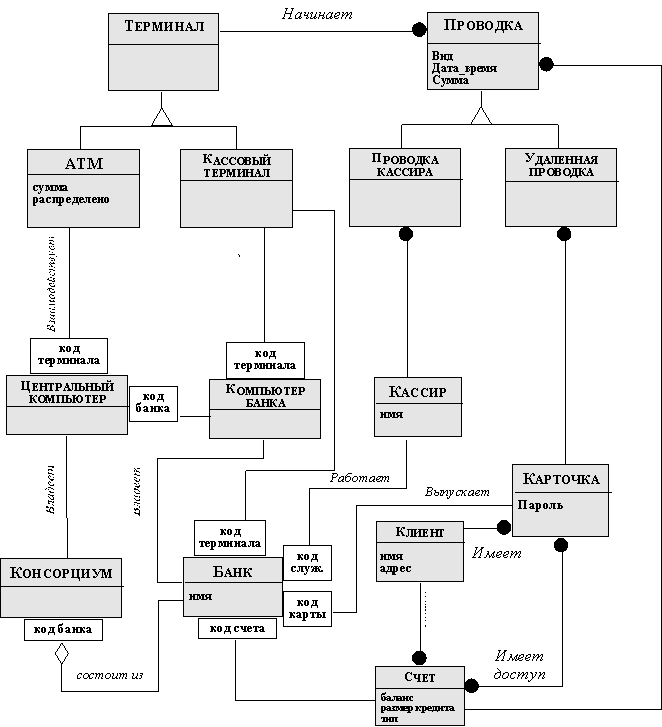 Начинает
ТЕРМИНАЛ
ПРОВОДКА
Вид
Дата_время
Сумма
АТМ
сумма
распределено
КАССОВЫЙ
ТЕРМИНАЛ
ПРОВОДКА
КАССИРА
УДАЛЕННАЯ
ПРОВОДКА
Взаимодействует
код
терминала
код
терминала
ЦЕНТРАЛЬНЫЙ
КОМПЬЮТЕР
код
банка
КОМПЬЮТЕР
БАНКА
КАССИР
имя
Владеет
Владеет
Работает
Выпускает
КАРТОЧКА
Пароль
код
терминала
КЛИЕНТ
имя
адрес
Имеет
КОНСОРЦИУМ
БАНК
имя
код
служ.
код
карты
код банка
код счета
состоит из
Имеет
доступ
СЧЕТ
баланс
размер кредита
тип